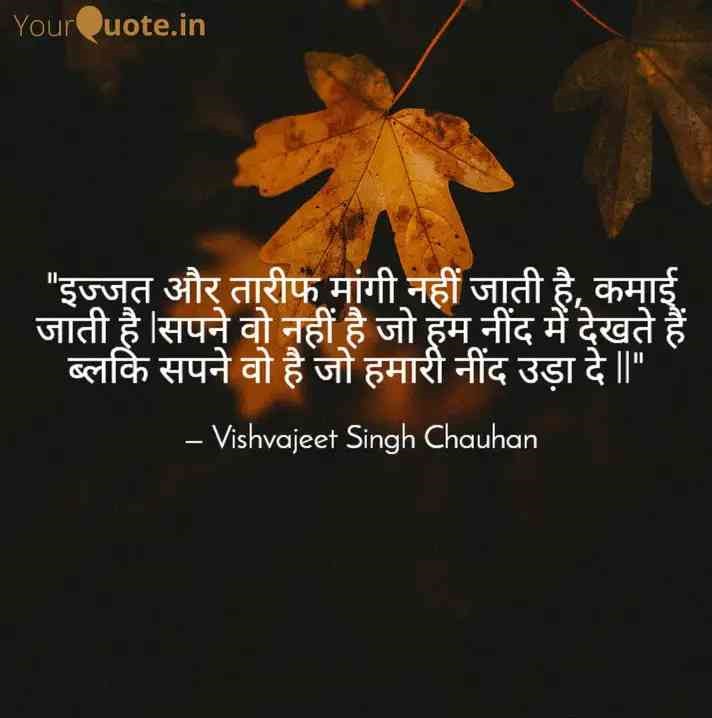 YourQuote.in
"इज्जत और तारीफ मांगी नहीं जाती है, कमाई
जाती है |सपने वो नहीं है जो हम नींद में देखते हैं
ब्लकि सपने वो है जो हमारी नींद उड़ा दे ||"
– Vishvajeet Singh Chauhan